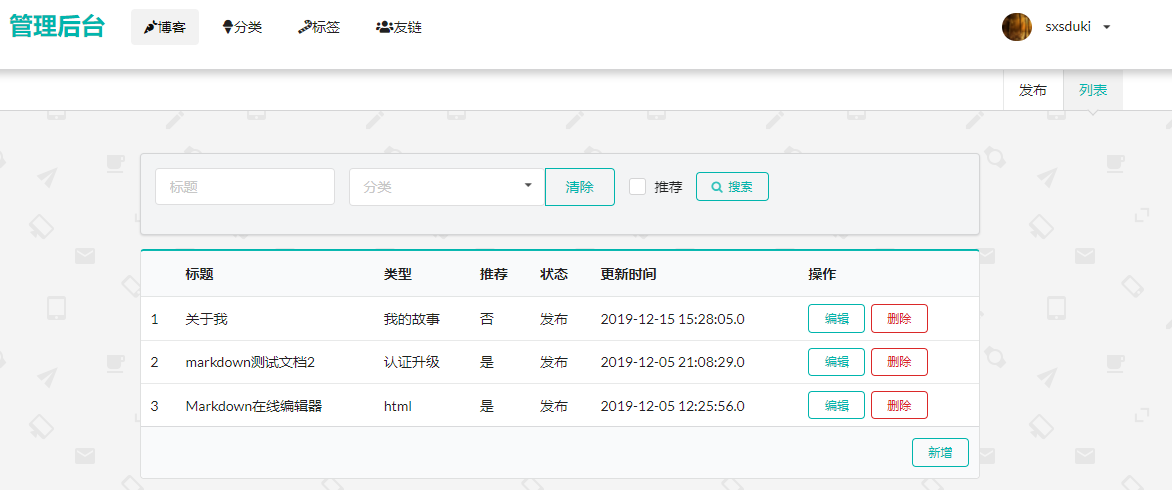 管理后台 博客 分类 标签 友链 sxsduki
发布 列表
标题 分类 清除 推荐 搜索
标题 类型 推荐 状态 更新时间 操作
1 关于我 我的故事 否 发布 2019-12-15 15:28:05.0 编辑 删除
2 markdown测试文档2 认证升级 是 发布 2019-12-05 21:08:29.0 编辑 删除
3 Markdown在线编辑器 html 是 发布 2019-12-05 12:25:56.0 编辑 删除
新增